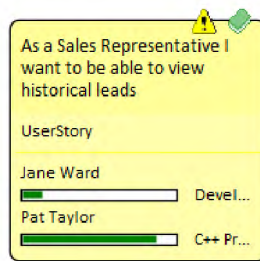 As a Sales Representative I
want to be able to view
historical leads
UserStory
Jane Ward
Devel...
Pat Taylor
C++ Pr...